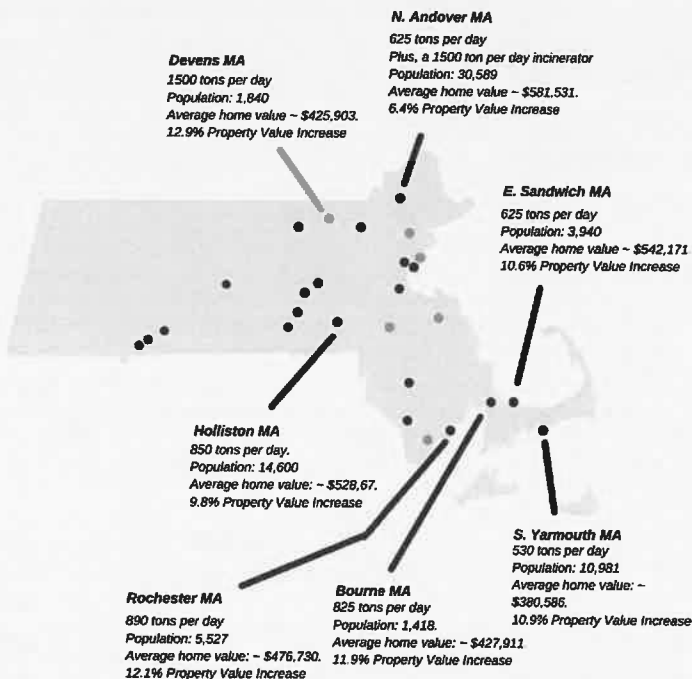 N. Andover MA
625 tons per day
Plus, a 1500 ton per day incinerator
Population: 30,589
Average home value ~ $581,531.
6.4% Property Value Increase
Devens MA
1500 tons per day
Population: 1,840
Average home value ~ $425,903.
12.9% Property Value Increase
E. Sandwich MA
625 tons per day
Population: 3,940
Average home value ~ $542,171
10.6% Property Value Increase
Holliston MA
850 tons per day.
Population: 14,600
Average home value: ~ $528,67.
9.8% Property Value Increase
S. Yarmouth MA
530 tons per day
Population: 10,981
Average home value: ~
$380,586.
10.9% Property Value Increase
Rochester MA
890 tons per day
Population: 5,527
Average home value: ~ $476,730.
12.1% Property Value Increase
Bourne MA
825 tons per day
Population: 1,418.
Average home value: ~ $427,911
11.9% Property Value Increase